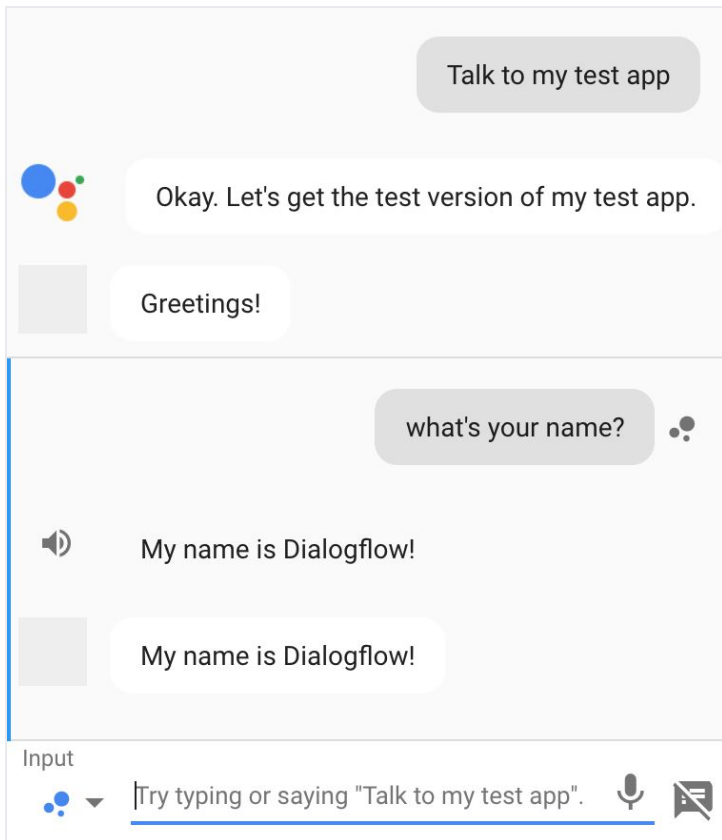 Talk to my test app
Okay. Let's get the test version of my test app.
Greetings!
what's your name?
My name is Dialogflow!
My name is Dialogflow!
Input
Try typing or saying "Talk to my test app".